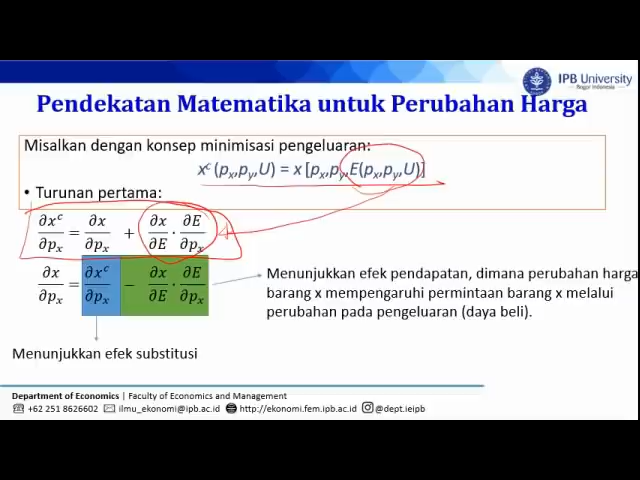 IPB University
Bogor Indonesia
Pendekatan Matematika untuk Perubahan Harga
Misalkan dengan konsep minimisasi pengeluaran:
xᶜ (pₓ,pᵧ,U) = x [pₓ,pᵧ,E(pₓ,pᵧ,U)]
• Turunan pertama:
∂xᶜ/∂pₓ = ∂x/∂pₓ + ∂x/∂E · ∂E/∂pₓ
∂x/∂pₓ = ∂xᶜ/∂pₓ − ∂x/∂E · ∂E/∂pₓ
Menunjukkan efek pendapatan, dimana perubahan harga
barang x mempengaruhi permintaan barang x melalui
perubahan pada pengeluaran (daya beli).
Menunjukkan efek substitusi
Department of Economics | Faculty of Economics and Management
+62 251 8626602 ilmu_ekonomi@ipb.ac.id http://ekonomi.fem.ipb.ac.id @dept.ieipb